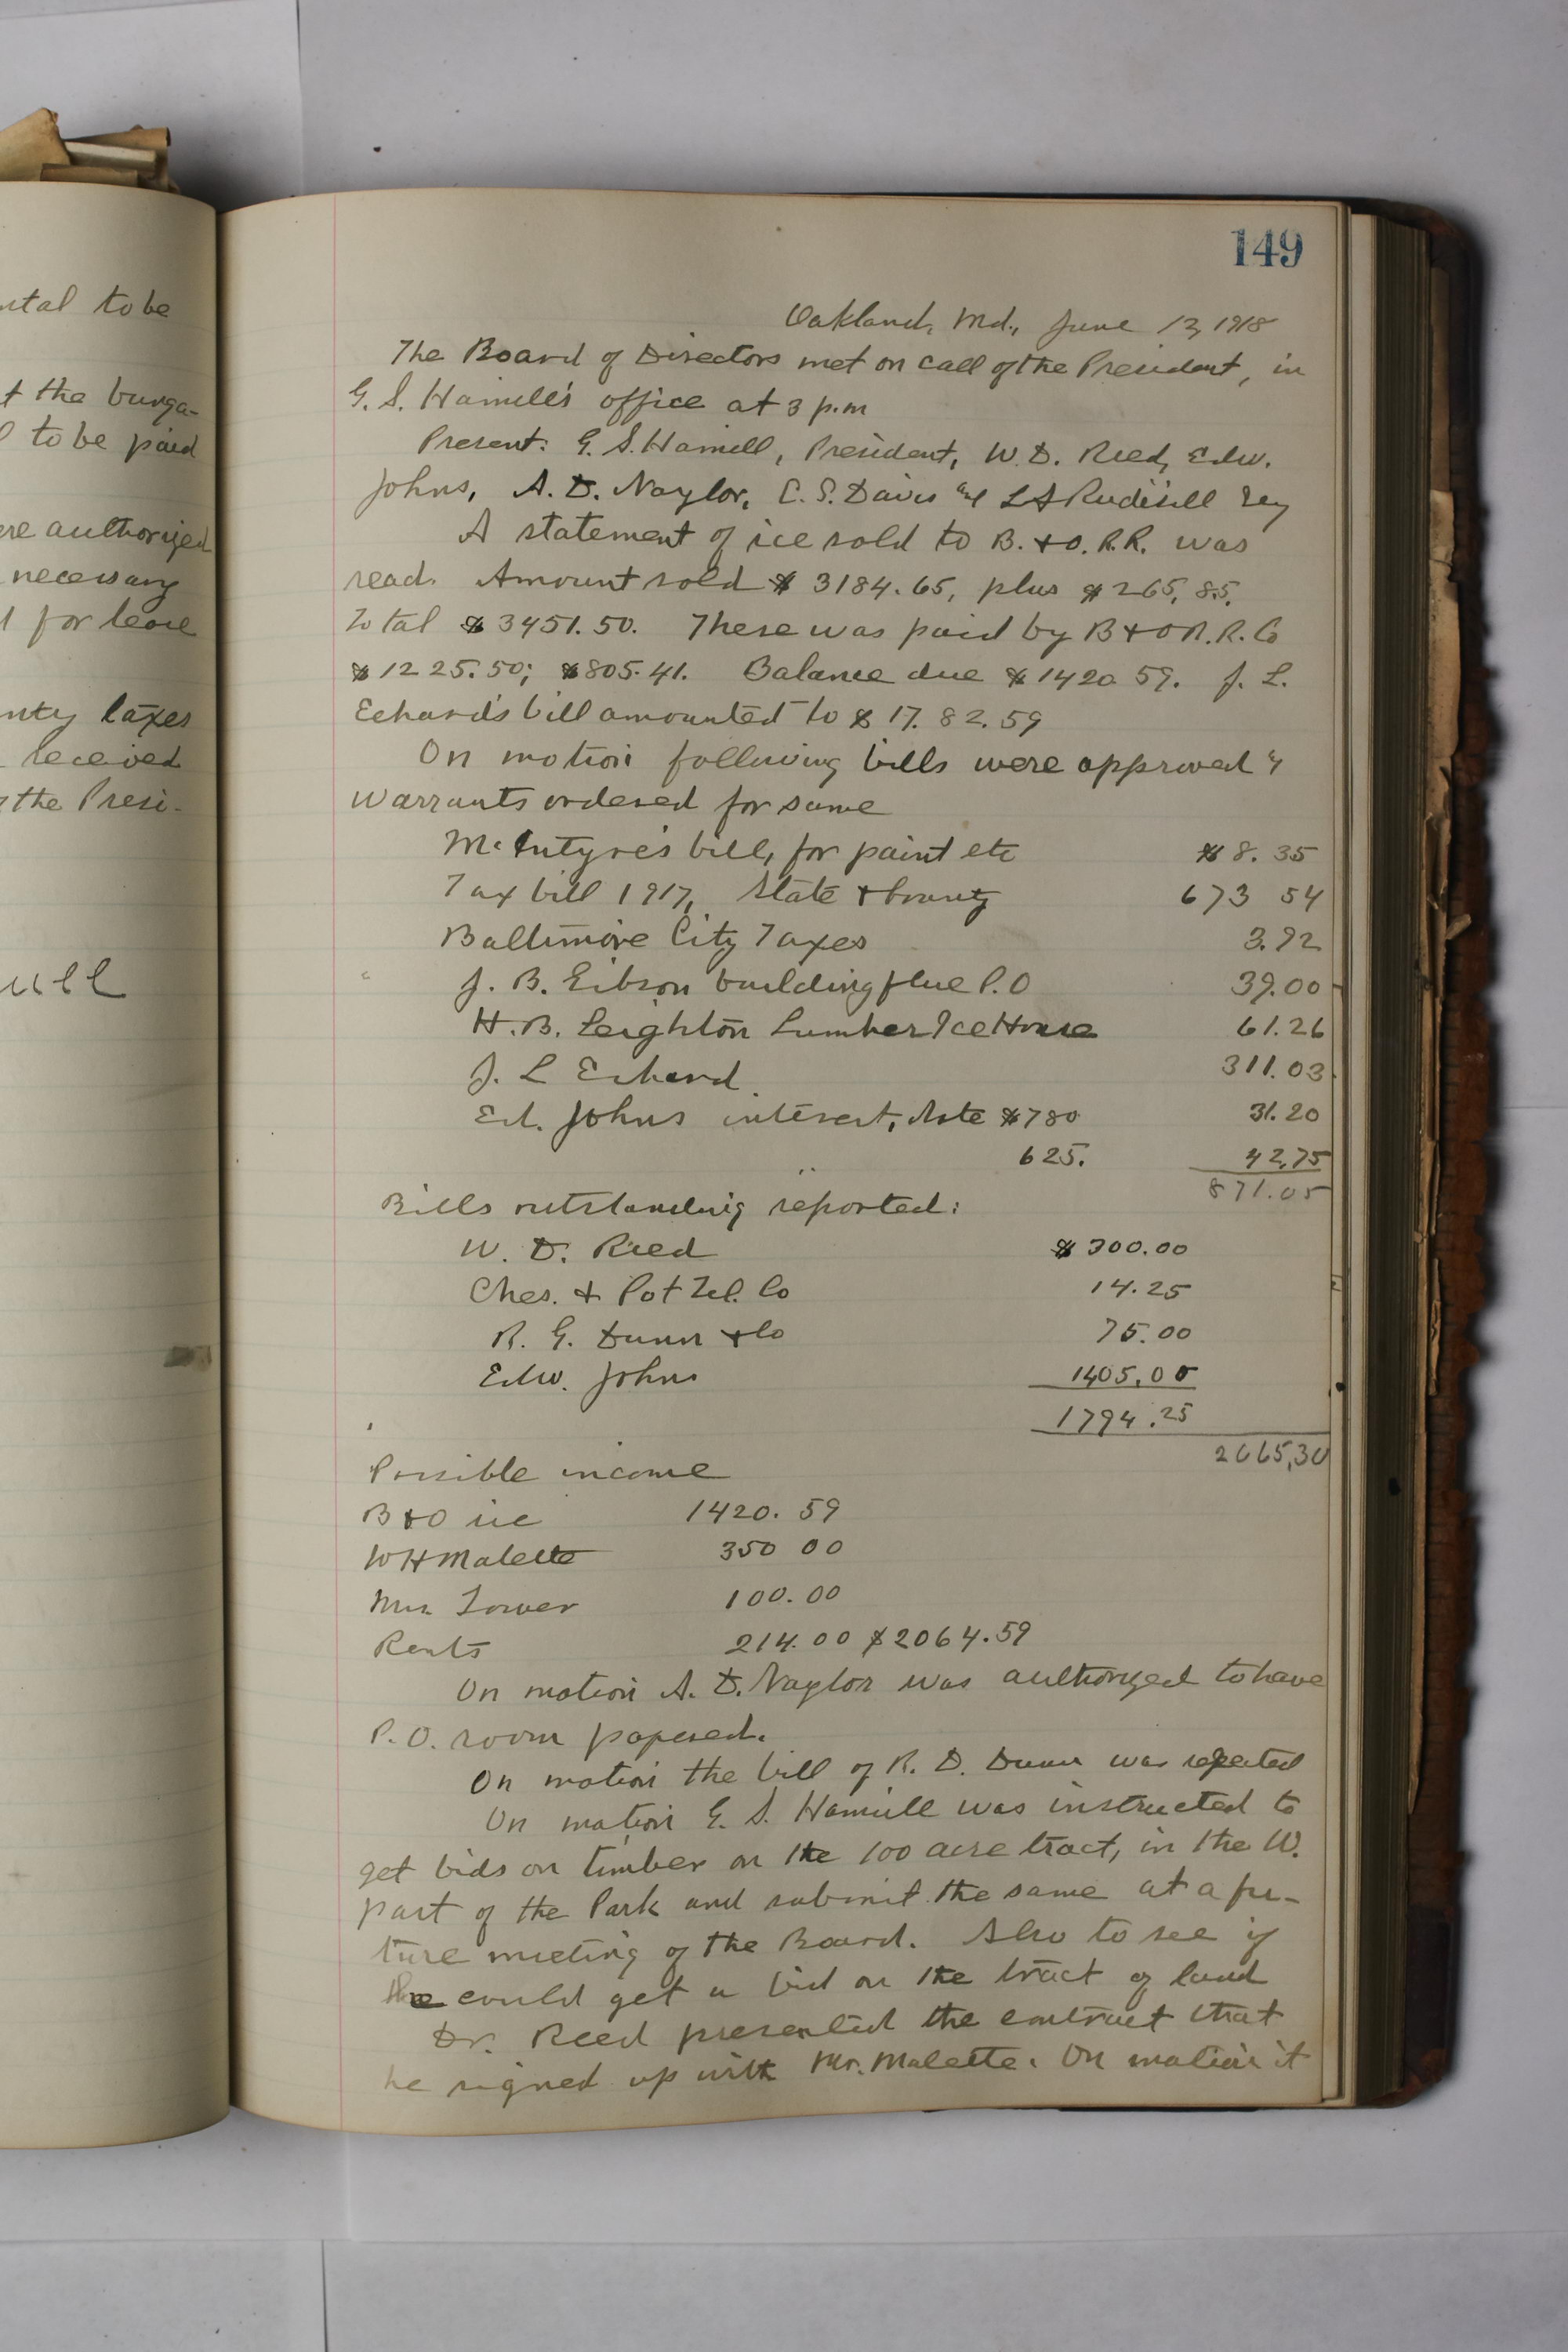 ntal to be
t the bunga-
l to be paid
ere authorized
necessary
d for lease
nty taxes
received
the Presi-
ull
149
Oakland, Md., June 13, 1918
The Board of Directors met on call of the President, in
G. S. Hamill's office at 3 p.m
Present: G. S. Hamill, President, W. D. Reed, Edw.
Johns, A. D. Naylor, C. S. Davis and L A Rudisill Sey
A statement of ice sold to B. & O. R.R. was
read. Amount sold $ 3184.65, plus $ 265,85,
Total $ 3451.50. There was paid by B & O R.R. Co
$ 1225.50; $805.41. Balance due $ 1420 59. J. L.
Echard's bill amounted to $ 17.82.59
On motion following bills were approved &
warrants ordered for same
McIntyre's bill, for paint etc $ 8.35
Tax bill 1917, State & County 673 54
Baltimore City Taxes 3.92
J. B. Gibson building flue P.O 39.00
H. B. Leighton Lumber Ice House 61.26
J. L Echard 311.03
Ed. Johns interest, Note $780 31.20
625. 42,75
871.05
Bills outstanding reported:
W. D. Reed $ 300.00
Ches. & Pot Tel. Co 14.25
R. G. Dunn & Co 75.00
Edw. Johns 1405,00
1794.25
2665,30
Possible income
B & O ice 1420.59
W H Malette 350 00
Mrs. Lower 100.00
Rents 214.00 $2064.59
On motion A. D. Naylor was authorized to have
P.O. room papered.
On motion the bill of R. D. Dunn was rejected
On motion G. S. Hamill was instructed to
get bids on timber on the 100 acre tract, in the W.
part of the Park and submit the same at a fu-
ture meeting of the Board. Also to see if
he could get a bid on the tract of land
Dr. Reed presented the contract that
he signed up with Mr. Malette. On motion it